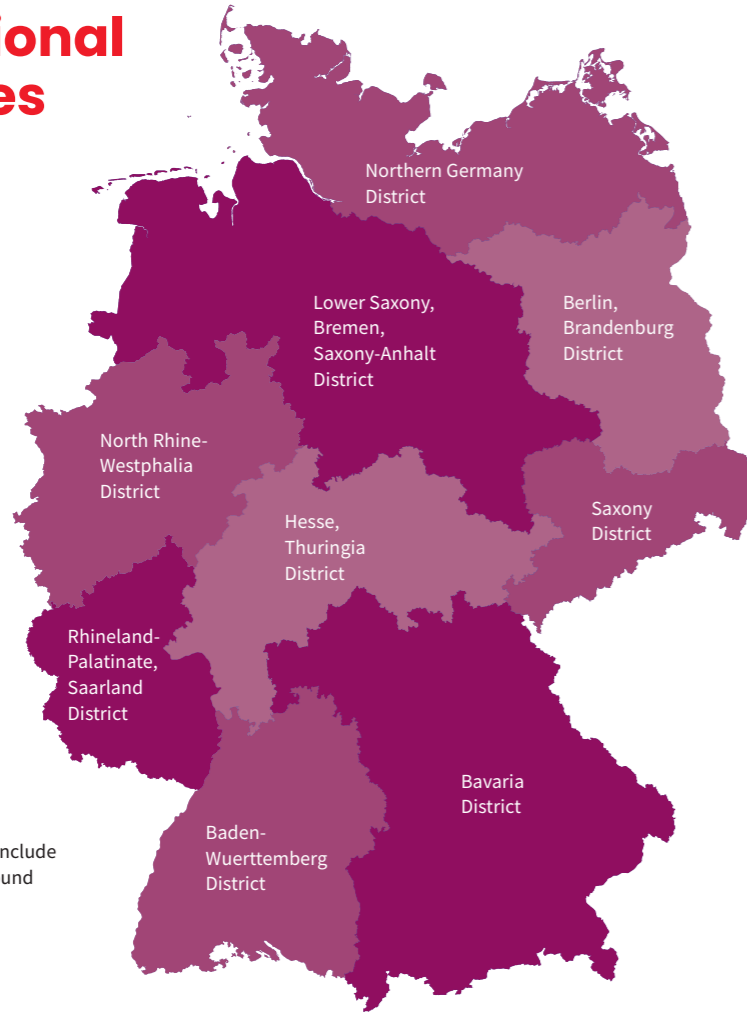 ional
es
Northern Germany
District
Lower Saxony,
Bremen,
Saxony-Anhalt
District
Berlin,
Brandenburg
District
North Rhine-
Westphalia
District
Saxony
District
Hesse,
Thuringia
District
Rhineland-
Palatinate,
Saarland
District
Bavaria
District
Baden-
Wuerttemberg
District
nclude
und